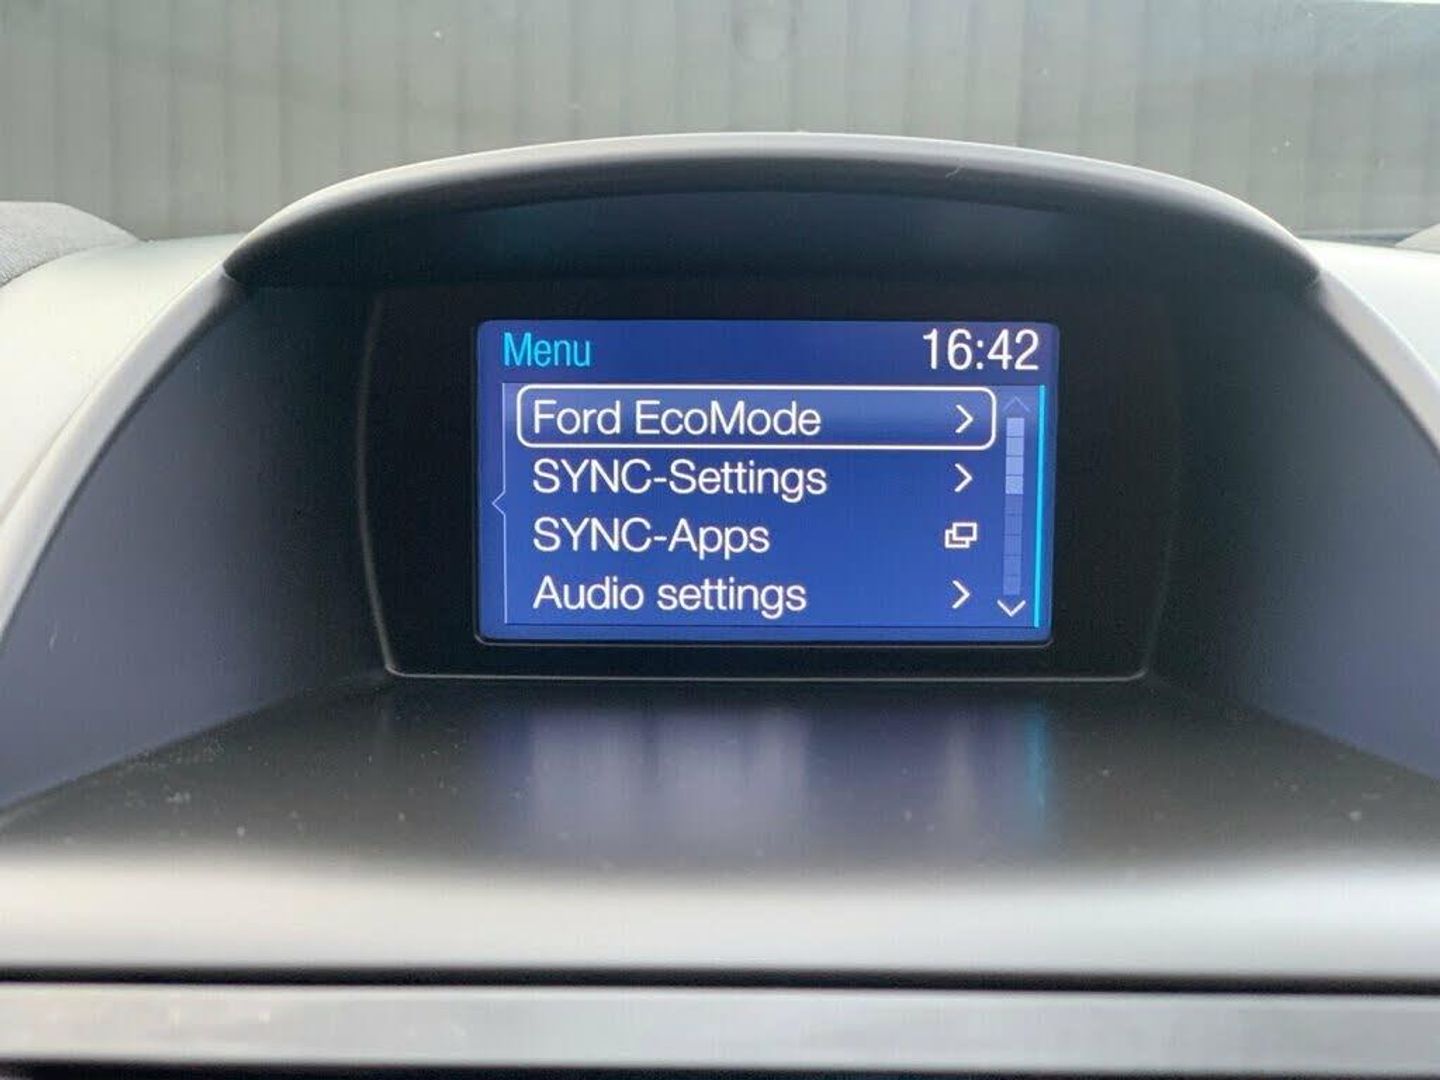 Menu 16:42
Ford EcoMode
SYNC-Settings
SYNC-Apps
Audio settings